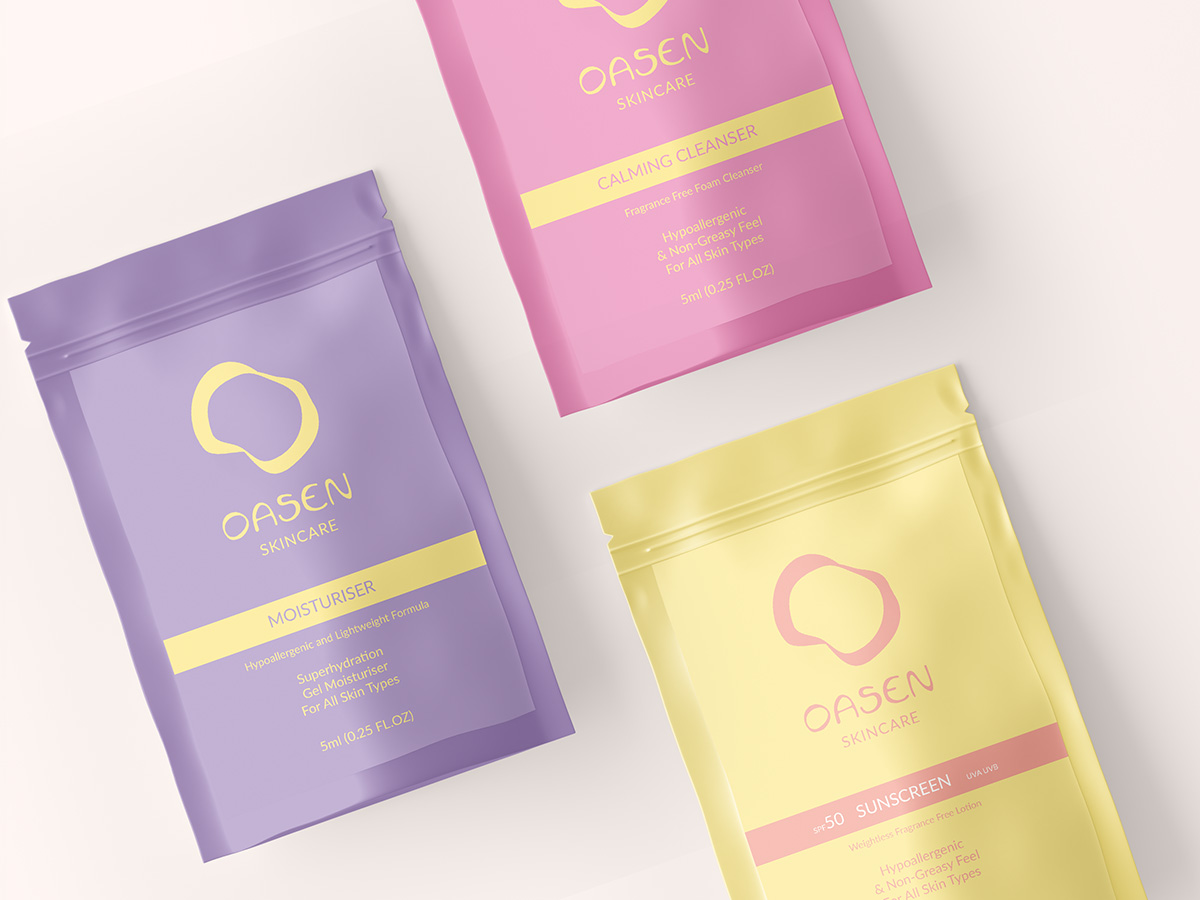 OASEN
SKINCARE
CALMING CLEANSER
Fragrance Free Foam Cleanser
Hypoallergenic
& Non-Greasy Feel
For All Skin Types
5ml (0.25 FL.OZ)
OASEN
SKINCARE
MOISTURISER
Hypoallergenic and Lightweight Formula
Superhydration
Gel Moisturiser
For All Skin Types
5ml (0.25 FL.OZ)
OASEN
SKINCARE
SPF50 SUNSCREEN UVA UVB
Weightless Fragrance Free Lotion
Hypoallergenic
& Non-Greasy Feel
For All Skin Types